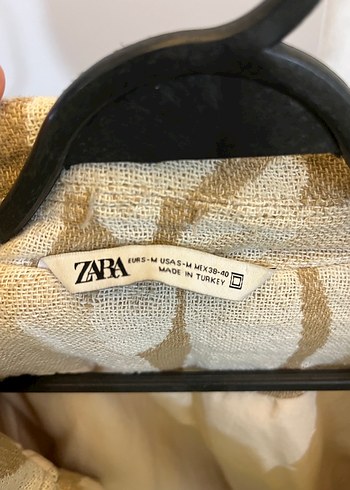 ZARA
EUR S-M USA S-M MEX 38-40
MADE IN TURKEY